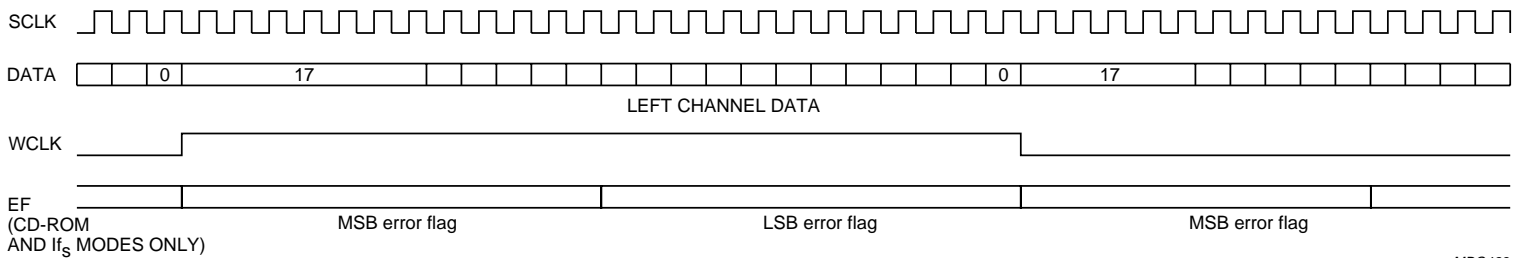 SCLK
DATA 0 17 0 17
LEFT CHANNEL DATA
WCLK
EF
(CD-ROM
AND Ifs MODES ONLY)
MSB error flag LSB error flag MSB error flag